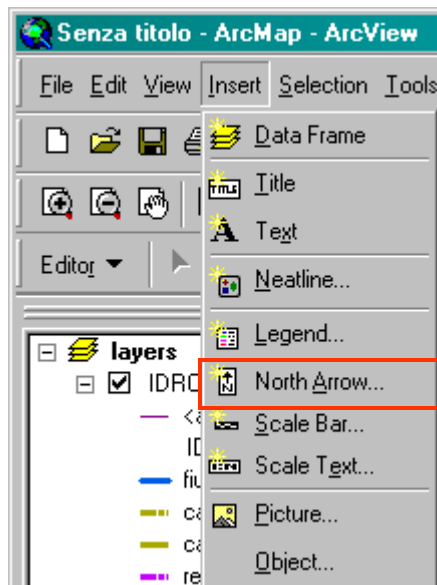 Senza titolo - ArcMap - ArcView
File Edit View Insert Selection Tools
Data Frame
Title
Text
Editor
Neatline...
Legend...
layers
North Arrow...
Scale Bar...
Scale Text...
Picture...
Object...